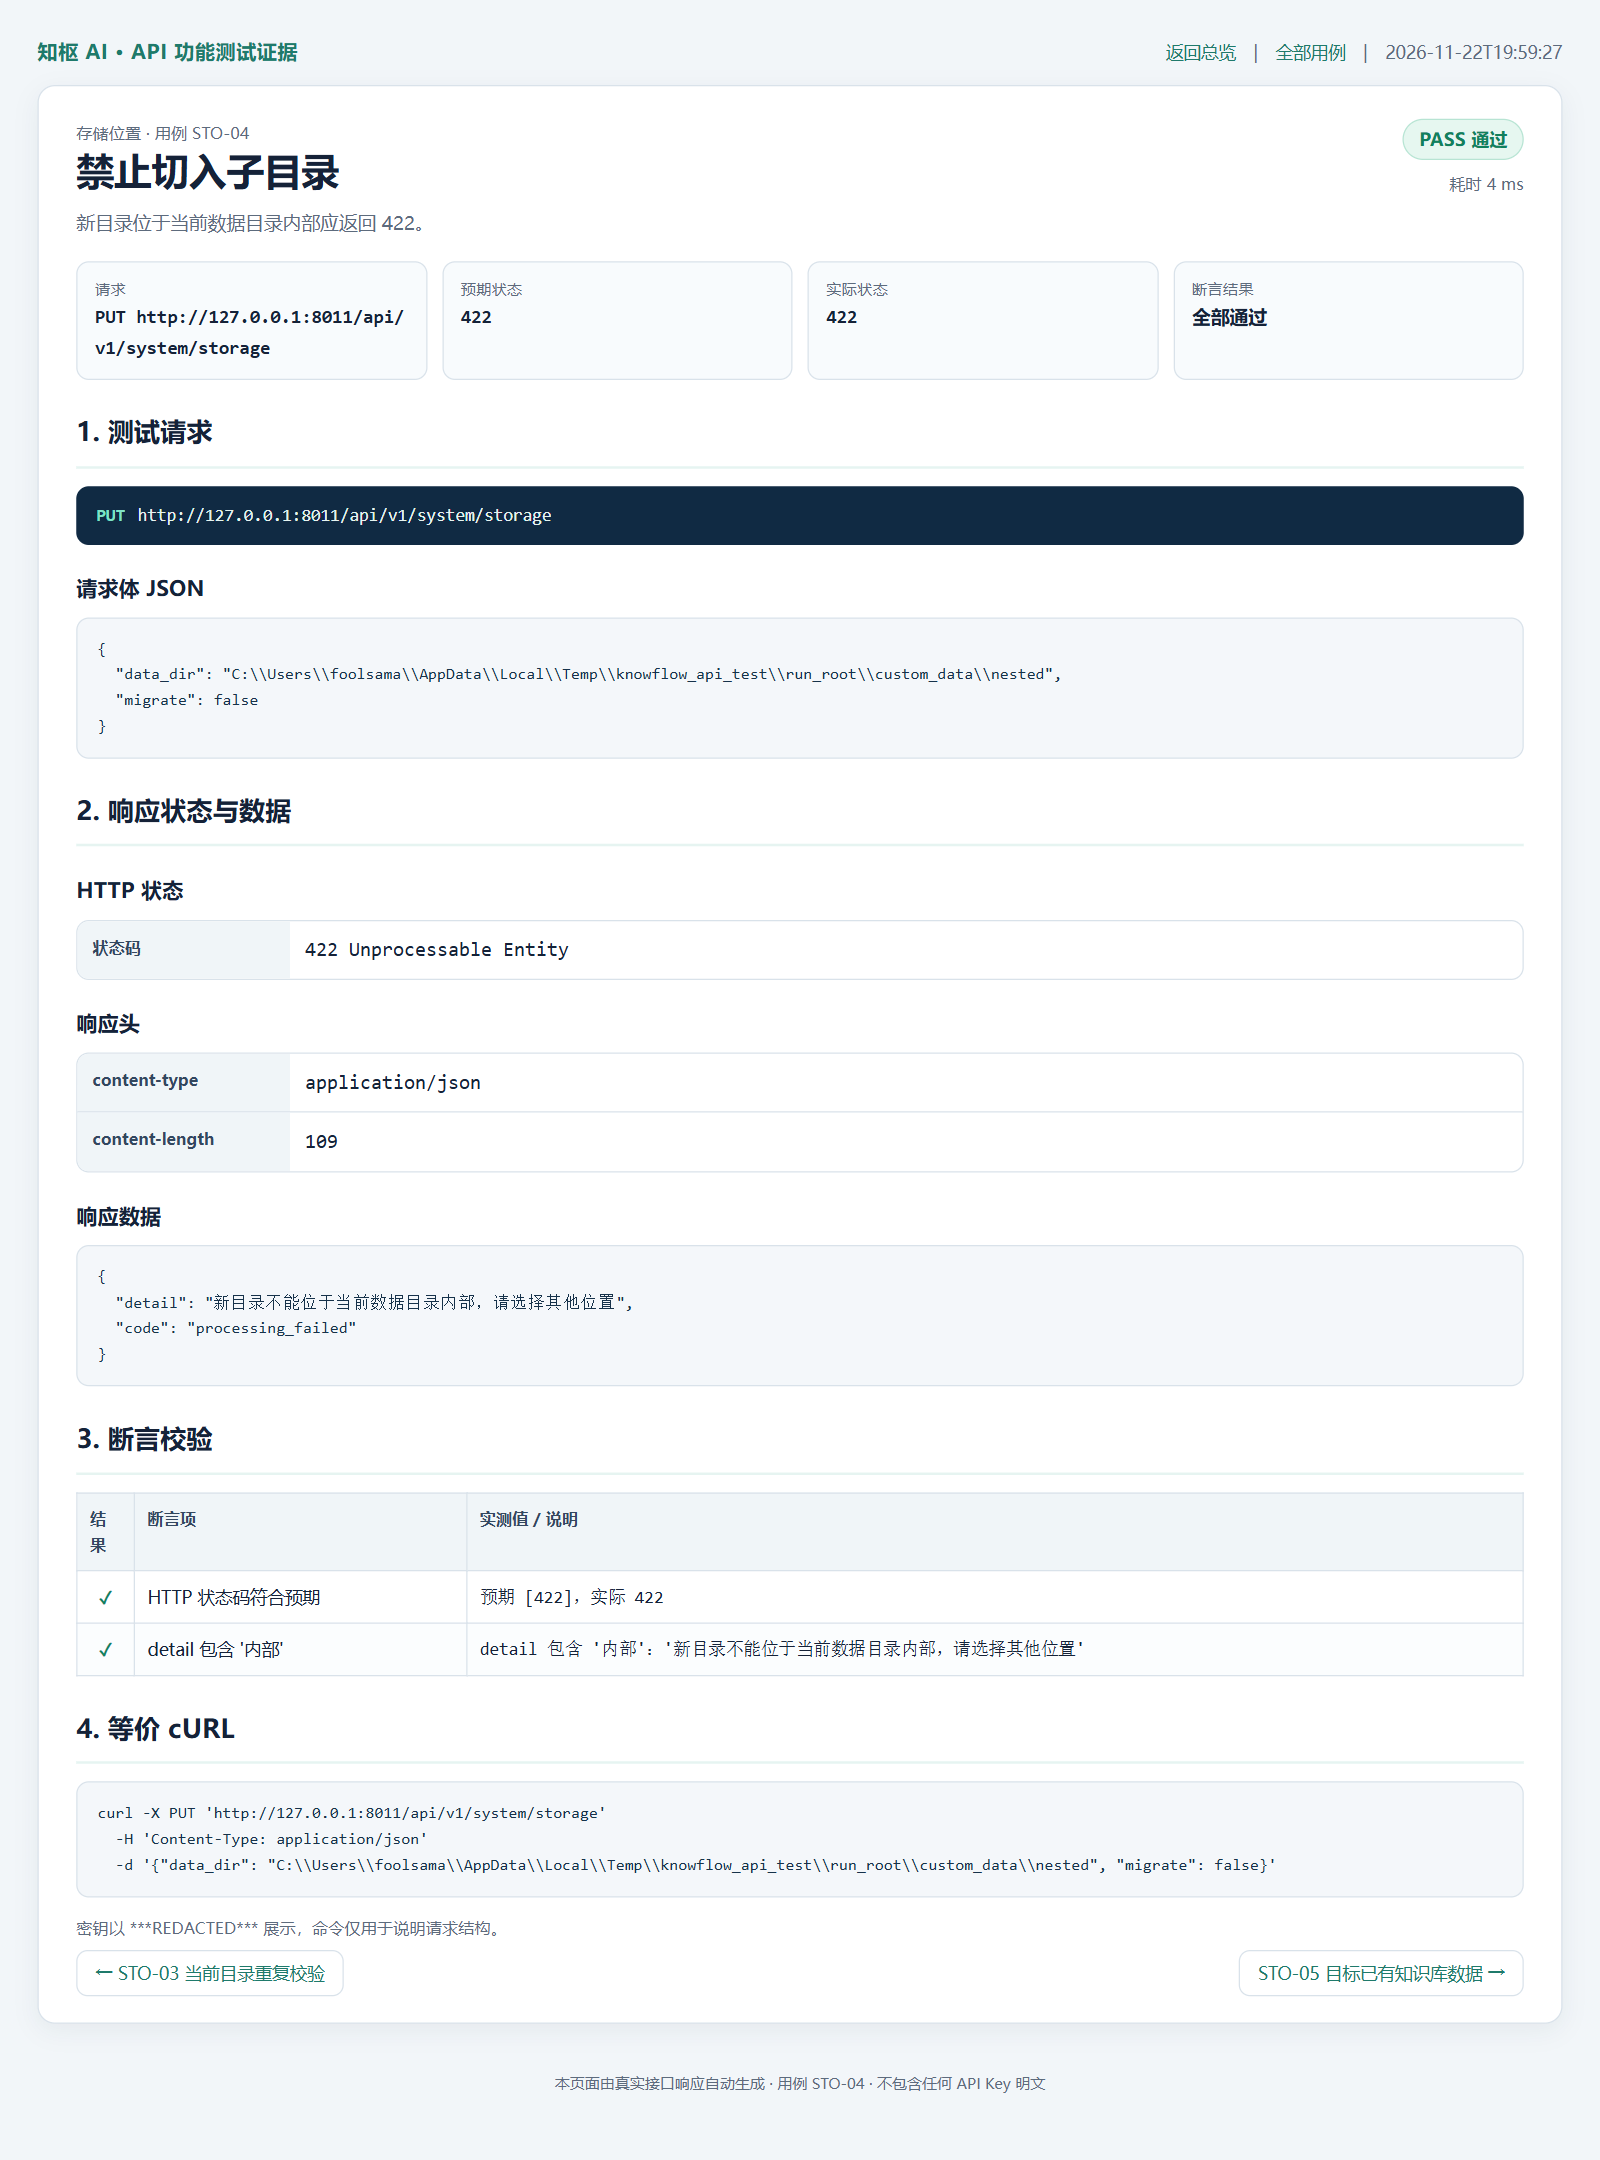 知枢 AI · API 功能测试证据
返回总览 | 全部用例 | 2026-11-22T19:59:27
存储位置 · 用例 STO-04
禁止切入子目录
PASS 通过
耗时 4 ms
新目录位于当前数据目录内部应返回 422。
请求
PUT http://127.0.0.1:8011/api/
v1/system/storage
预期状态
422
实际状态
422
断言结果
全部通过
1. 测试请求
PUT http://127.0.0.1:8011/api/v1/system/storage
请求体 JSON
{
  "data_dir": "C:\\Users\\foolsama\\AppData\\Local\\Temp\\knowflow_api_test\\run_root\\custom_data\\nested",
  "migrate": false
}
2. 响应状态与数据
HTTP 状态
状态码 422 Unprocessable Entity
响应头
content-type application/json
content-length 109
响应数据
{
  "detail": "新目录不能位于当前数据目录内部，请选择其他位置",
  "code": "processing_failed"
}
3. 断言校验
结果 断言项 实测值 / 说明
✓ HTTP 状态码符合预期 预期 [422]，实际 422
✓ detail 包含 '内部' detail 包含 '内部'：'新目录不能位于当前数据目录内部，请选择其他位置'
4. 等价 cURL
curl -X PUT 'http://127.0.0.1:8011/api/v1/system/storage'
  -H 'Content-Type: application/json'
  -d '{"data_dir": "C:\\Users\\foolsama\\AppData\\Local\\Temp\\knowflow_api_test\\run_root\\custom_data\\nested", "migrate": false}'
密钥以 ***REDACTED*** 展示，命令仅用于说明请求结构。
← STO-03 当前目录重复校验
STO-05 目标已有知识库数据 →
本页面由真实接口响应自动生成 · 用例 STO-04 · 不包含任何 API Key 明文